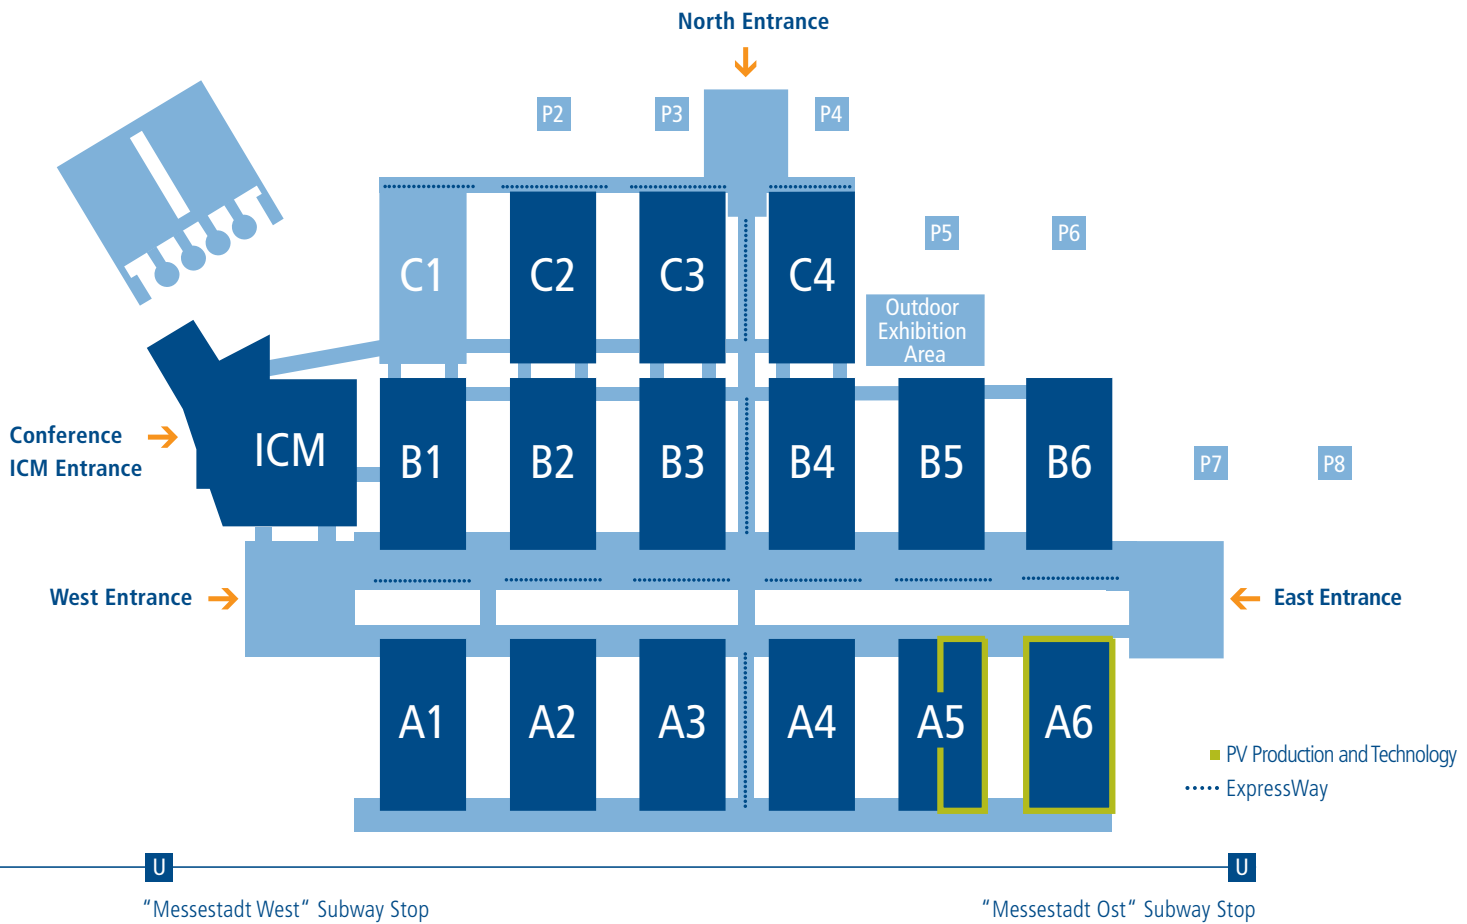 North Entrance
P2
P3
P4
C1
C2
C3
C4
P5
P6
Outdoor
Exhibition
Area
Conference
ICM Entrance
ICM
B1
B2
B3
B4
B5
B6
P7
P8
West Entrance
East Entrance
A1
A2
A3
A4
A5
A6
PV Production and Technology
ExpressWay
U
U
“Messestadt West“ Subway Stop
“Messestadt Ost“ Subway Stop